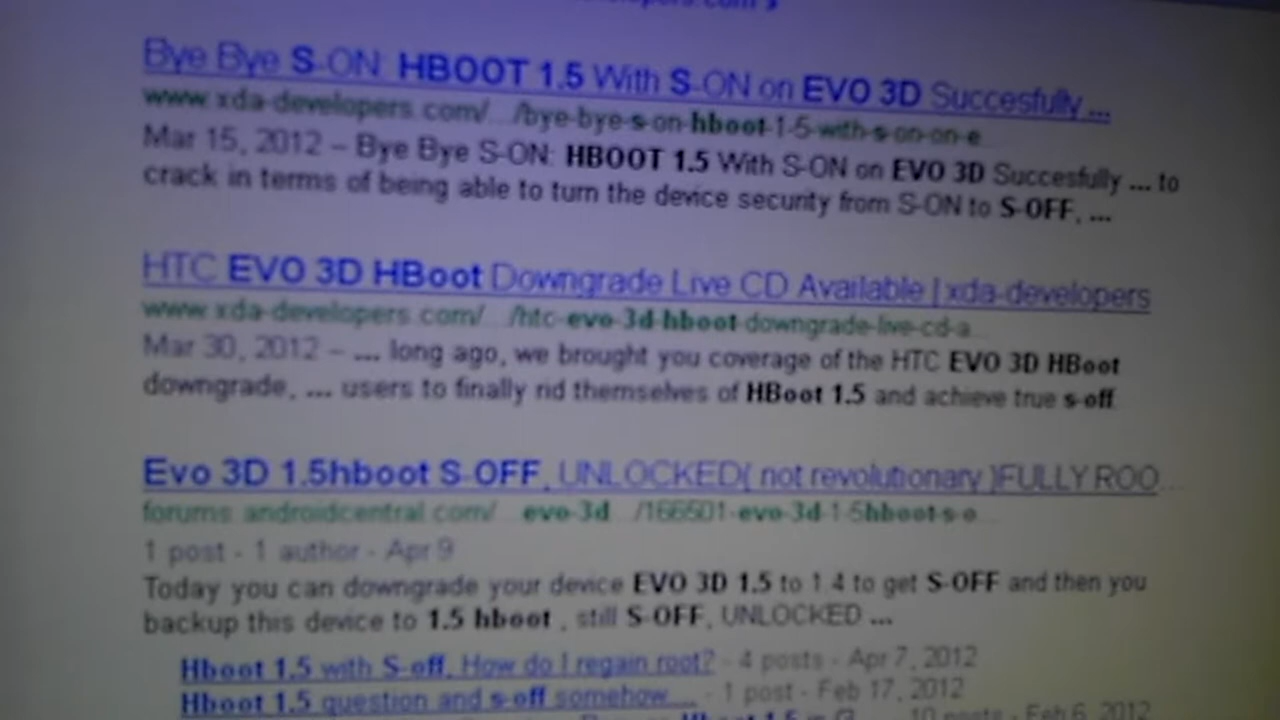 Bye Bye S-ON: HBOOT 1.5 With S-ON on EVO 3D Succesfully ...
www.xda-developers.com/.../bye-bye-s-on-hboot-1-5-with-s-on-on-e...
Mar 15, 2012 – Bye Bye S-ON: HBOOT 1.5 With S-ON on EVO 3D Succesfully ... to
crack in terms of being able to turn the device security from S-ON to S-OFF, ...
HTC EVO 3D HBoot Downgrade Live CD Available | xda-developers
www.xda-developers.com/.../htc-evo-3d-hboot-downgrade-live-cd-a...
Mar 30, 2012 – ... long ago, we brought you coverage of the HTC EVO 3D HBoot
downgrade, ... users to finally rid themselves of HBoot 1.5 and achieve true s-off.
Evo 3D 1.5hboot S-OFF, UNLOCKED( not revolutionary )FULLY ROO...
forums.androidcentral.com/...evo-3d.../166501-evo-3d-1-5hboot-s-o...
1 post - 1 author - Apr 9
Today you can downgrade your device EVO 3D 1.5 to 1.4 to get S-OFF and then you
backup this device to 1.5 hboot , still S-OFF, UNLOCKED ...
Hboot 1.5 with S-off. How do I regain root? - 4 posts - Apr 7, 2012
Hboot 1.5 question and s-off somehow.... - 1 post - Feb 17, 2012
Hboot 1.5 10 posts - Feb 6, 2012